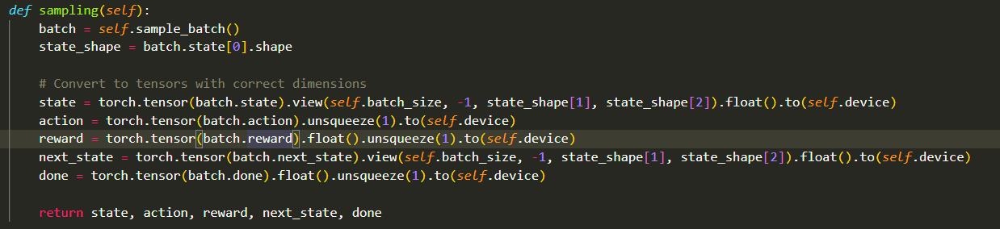 def sampling(self):
    batch = self.sample_batch()
    state_shape = batch.state[0].shape

    # Convert to tensors with correct dimensions
    state = torch.tensor(batch.state).view(self.batch_size, -1, state_shape[1], state_shape[2]).float().to(self.device)
    action = torch.tensor(batch.action).unsqueeze(1).to(self.device)
    reward = torch.tensor(batch.reward).float().unsqueeze(1).to(self.device)
    next_state = torch.tensor(batch.next_state).view(self.batch_size, -1, state_shape[1], state_shape[2]).float().to(self.device)
    done = torch.tensor(batch.done).float().unsqueeze(1).to(self.device)

    return state, action, reward, next_state, done